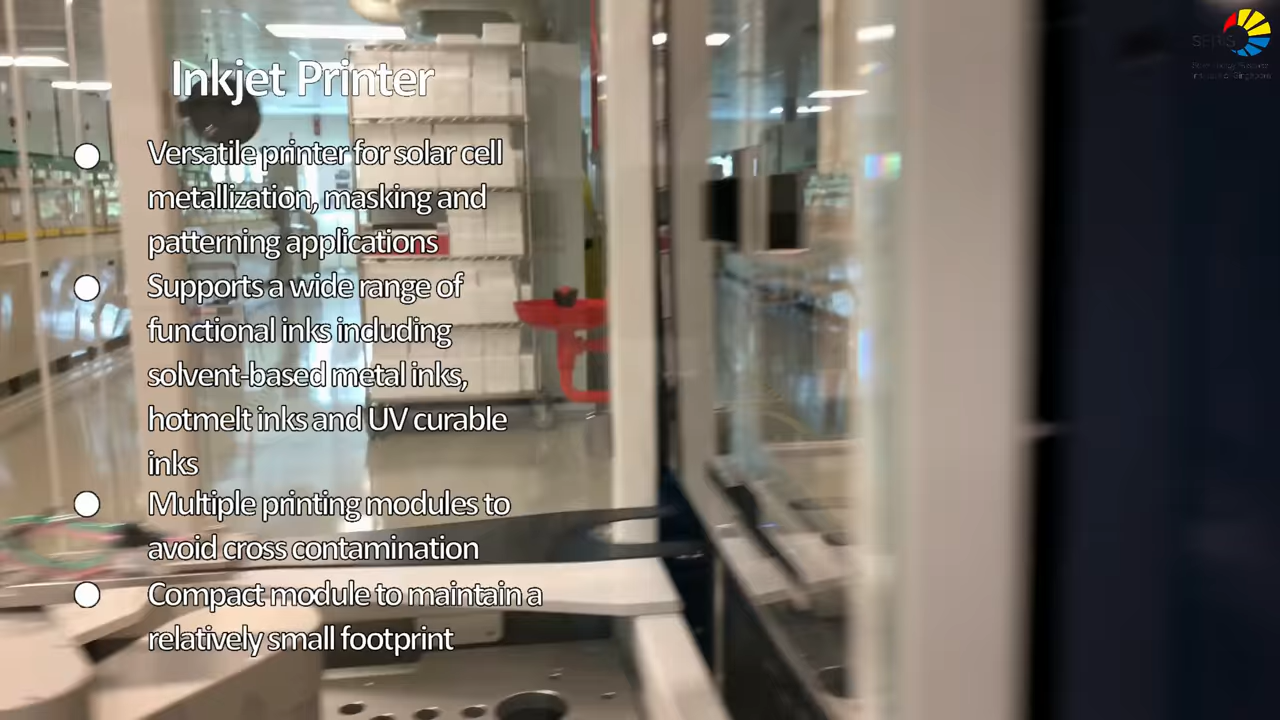 Inkjet Printer
Versatile printer for solar cell
metallization, masking and
patterning applications
Supports a wide range of
functional inks including
solvent-based metal inks,
hotmelt inks and UV curable
inks
Multiple printing modules to
avoid cross contamination
Compact module to maintain a
relatively small footprint
SERIS